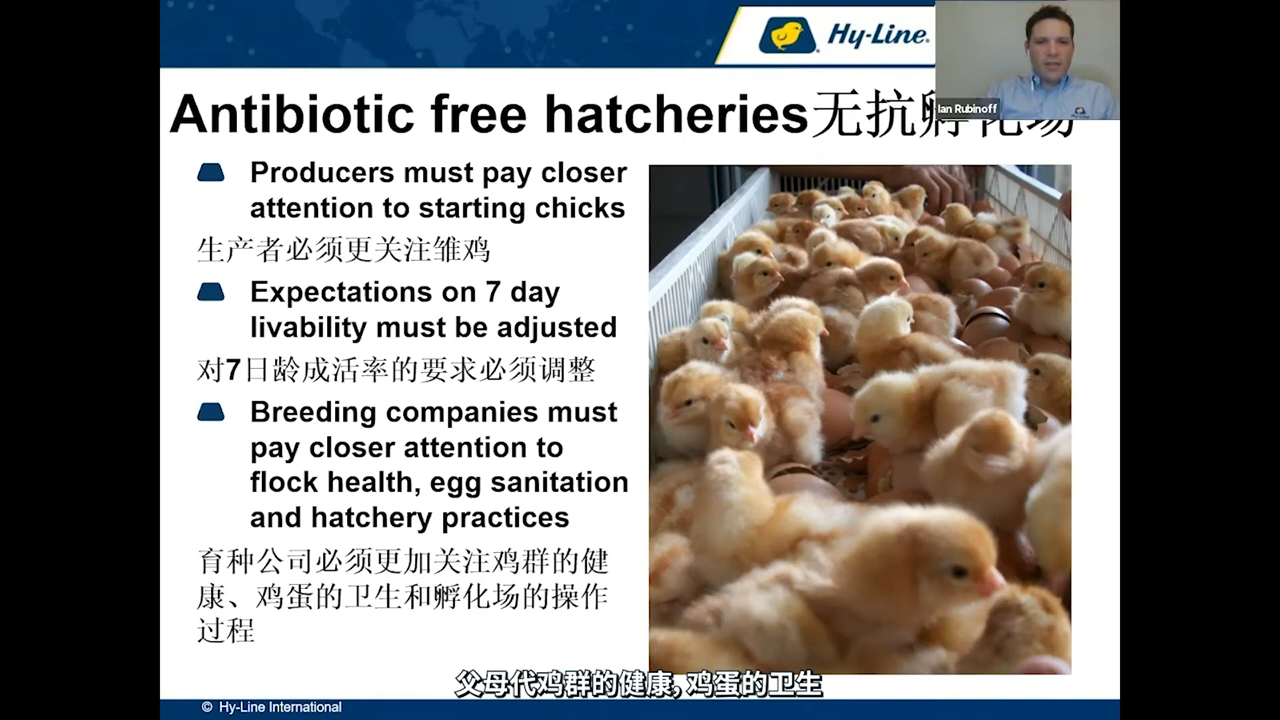 Hy-Line®
Ian Rubinoff
Antibiotic free hatcheries无抗孵化场
Producers must pay closer
attention to starting chicks
生产者必须更关注雏鸡
Expectations on 7 day
livability must be adjusted
对7日龄成活率的要求必须调整
Breeding companies must
pay closer attention to
flock health, egg sanitation
and hatchery practices
育种公司必须更加关注鸡群的健
康、鸡蛋的卫生和孵化场的操作
过程
父母代鸡群的健康, 鸡蛋的卫生
© Hy-Line International